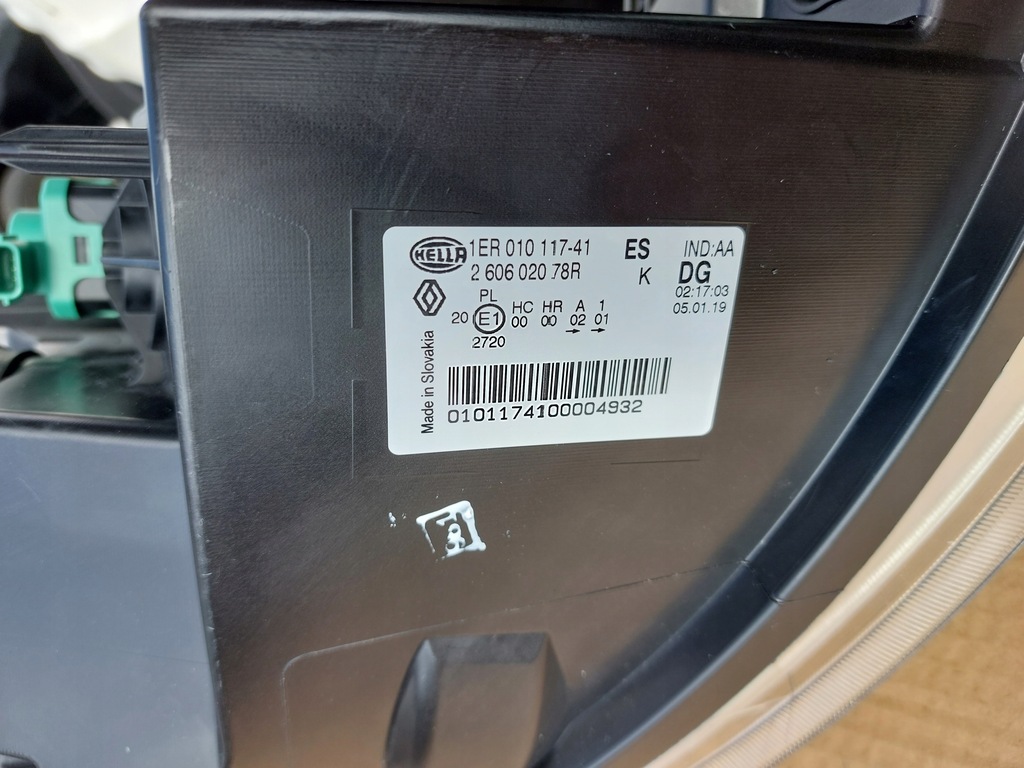 HELLA 1ER 010 117-41 ES IND:AA
2 606 020 78R K DG
02:17:03
05.01.19
PL HC HR A 1
20 E1 00 00 02 01
2720
Made in Slovakia
0101174100004932